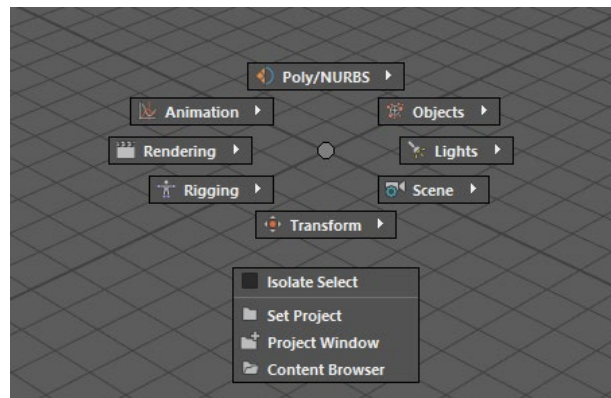 Poly/NURBS
Animation
Objects
Rendering
Lights
Rigging
Scene
Transform
Isolate Select
Set Project
Project Window
Content Browser